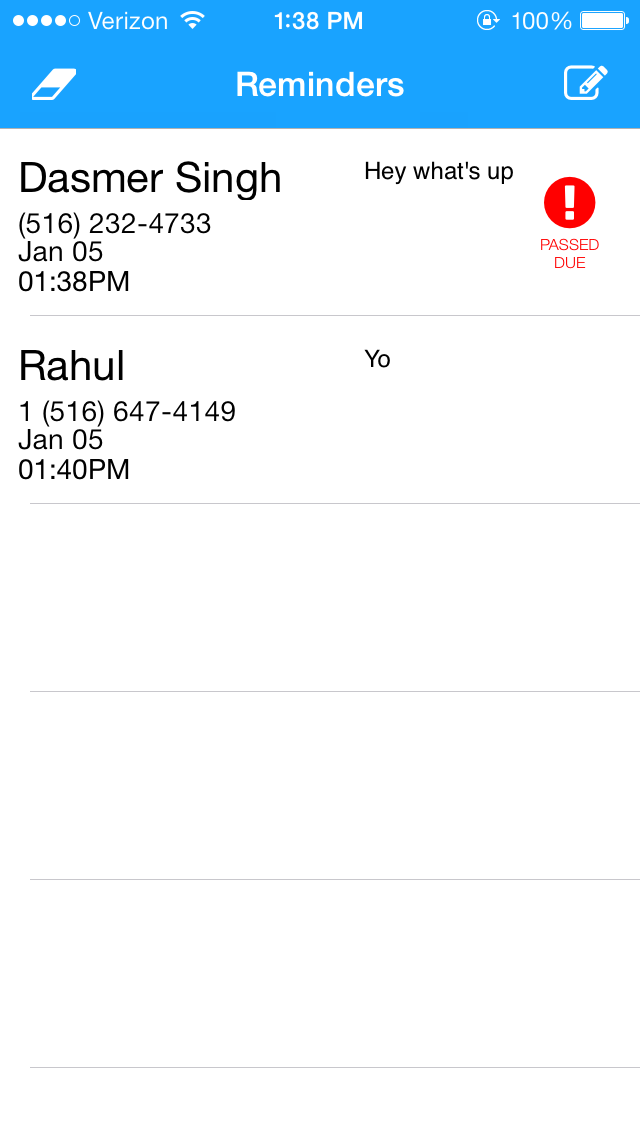 Verizon 1:38 PM 100%
Reminders
Dasmer Singh
Hey what's up
(516) 232-4733
Jan 05
01:38PM
PASSED
DUE
Rahul
Yo
1 (516) 647-4149
Jan 05
01:40PM